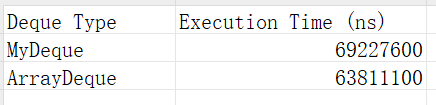 Deque Type Execution Time (ns)
MyDeque 69227600
ArrayDeque 63811100